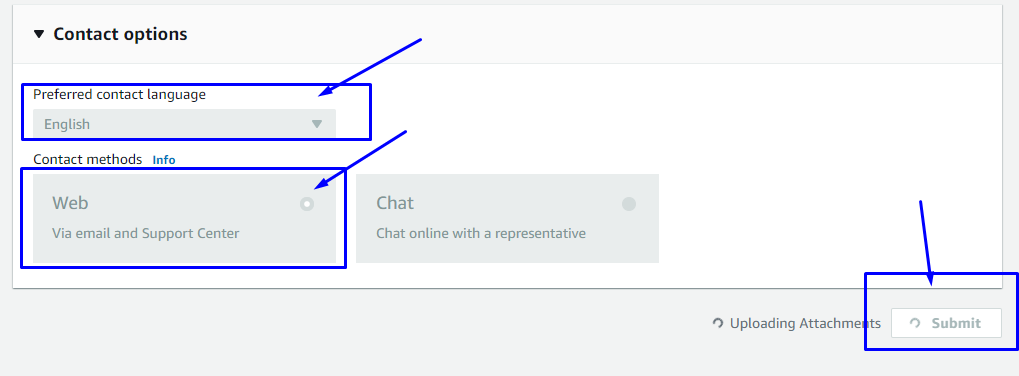 Contact options
Preferred contact language
English
Contact methods Info
Web
Via email and Support Center
Chat
Chat online with a representative
Uploading Attachments
Submit